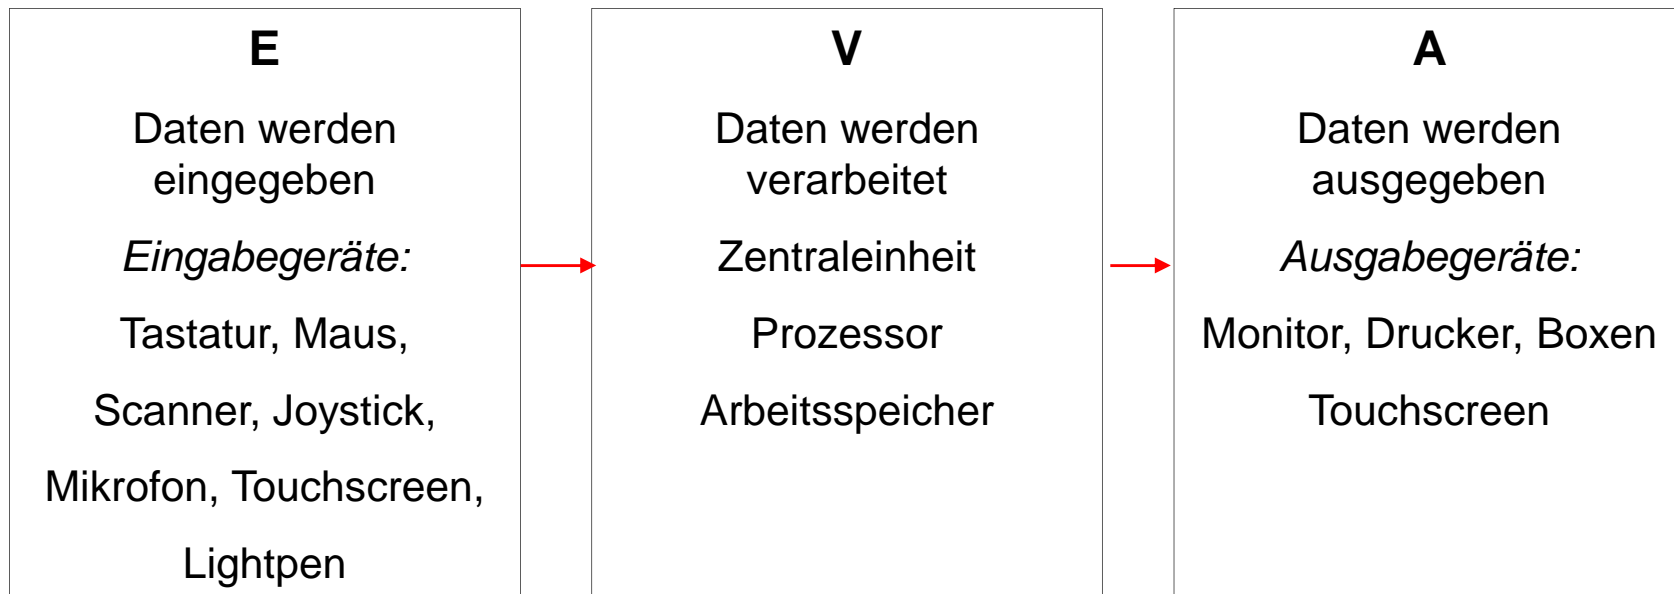 E
Daten werden
eingegeben
Eingabegeräte:
Tastatur, Maus,
Scanner, Joystick,
Mikrofon, Touchscreen,
Lightpen
V
Daten werden
verarbeitet
Zentraleinheit
Prozessor
Arbeitsspeicher
A
Daten werden
ausgegeben
Ausgabegeräte:
Monitor, Drucker, Boxen
Touchscreen